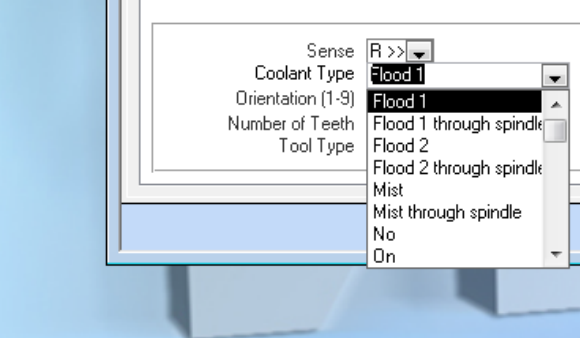 Sense R >>
Coolant Type Flood 1
Orientation (1-9)
Number of Teeth
Tool Type
Flood 1
Flood 1 through spindle
Flood 2
Flood 2 through spindle
Mist
Mist through spindle
No
On